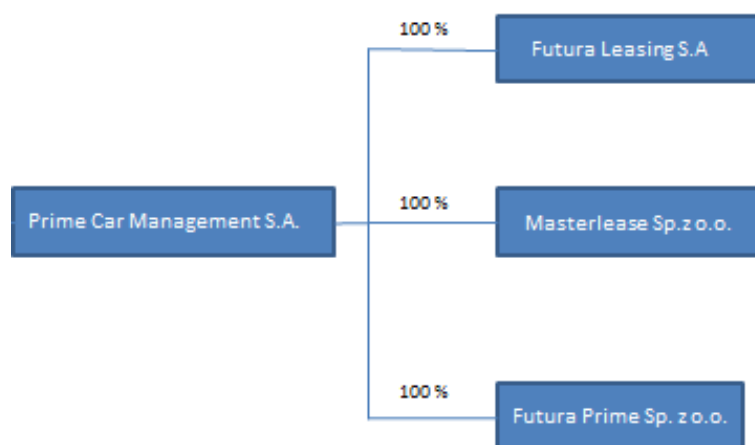 100 %
Futura Leasing S.A
100 %
Prime Car Management S.A.
Masterlease Sp.z o.o.
100 %
Futura Prime Sp. z o.o.